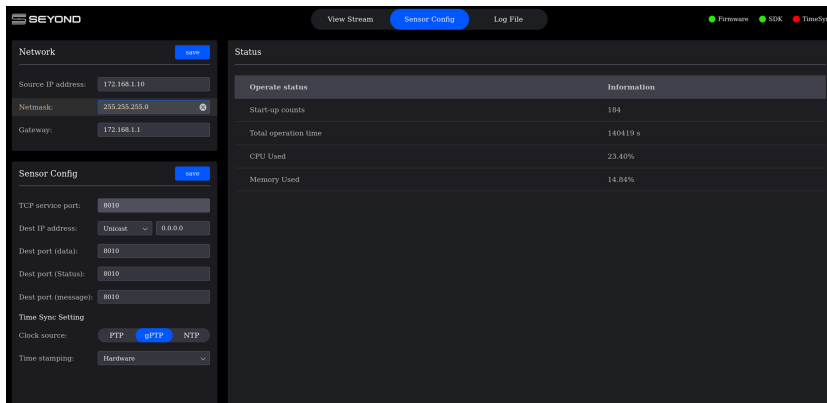 SEYOND
View Stream Sensor Config Log File
Firmware SDK TimeSyn
Network save
Source IP address: 172.168.1.10
Netmask: 255.255.255.0
Gateway: 172.168.1.1
Sensor Config save
TCP service port: 8010
Dest IP address: Unicast 0.0.0.0
Dest port (data): 8010
Dest port (Status): 8010
Dest port (message): 8010
Time Sync Setting
Clock source: PTP gPTP NTP
Time stamping: Hardware
Status
Operate status Information
Start-up counts 184
Total operation time 140419 s
CPU Used 23.40%
Memory Used 14.84%